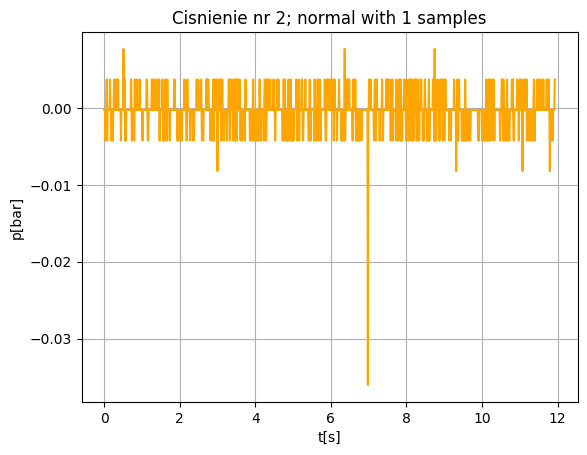 Cisnienie nr 2; normal with 1 samples
p[bar]
0.00
−0.01
−0.02
−0.03
0 2 4 6 8 10 12
t[s]